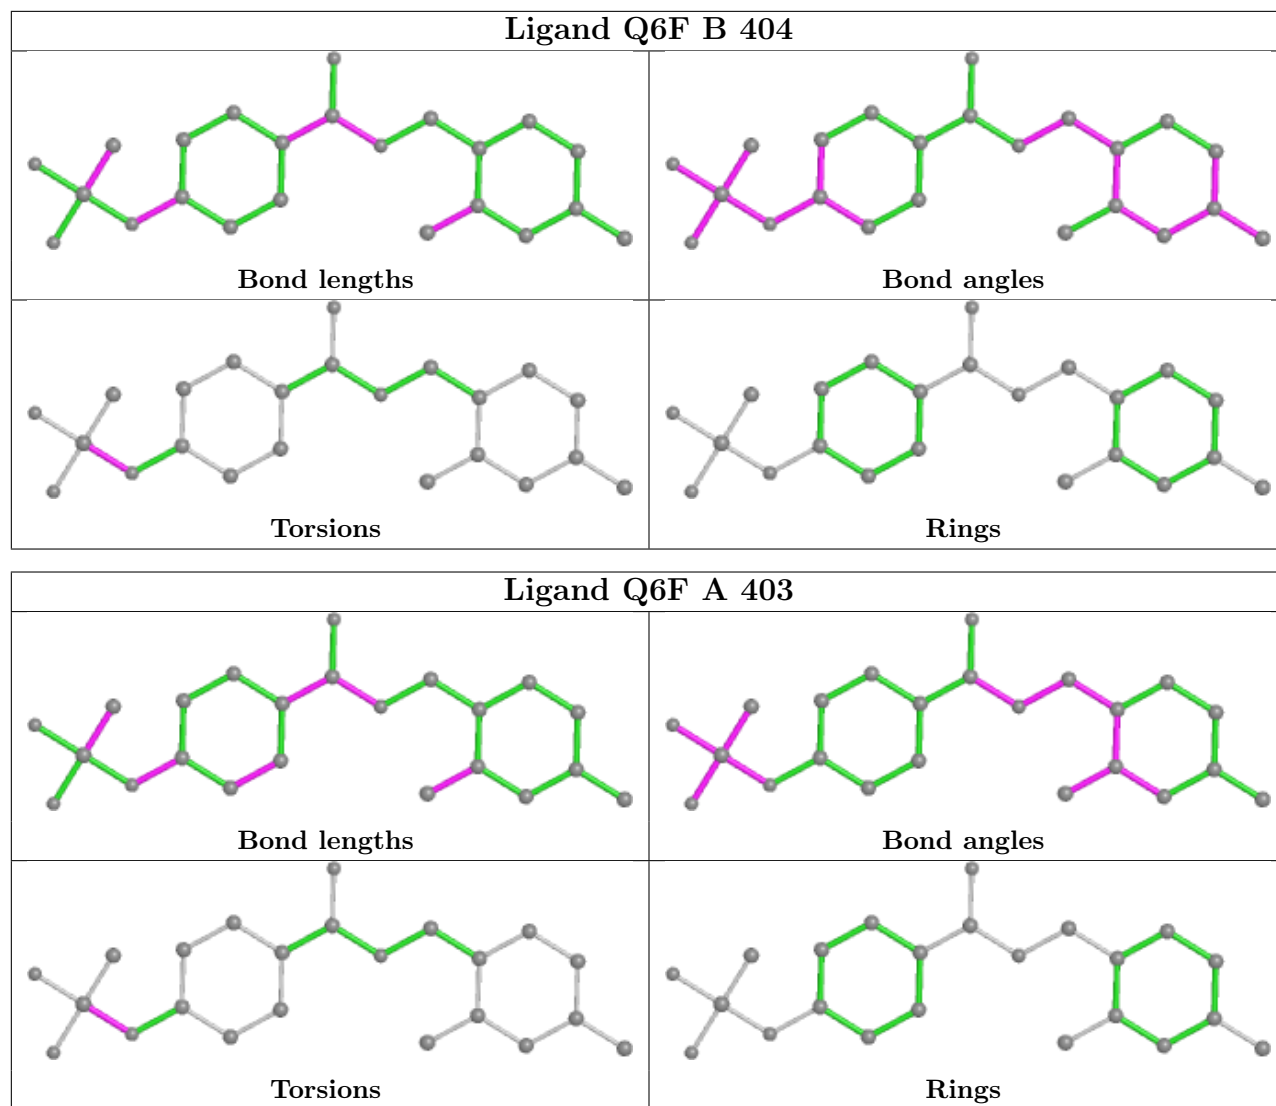 Ligand Q6F B 404
Bond lengths
Bond angles
Torsions
Rings
Ligand Q6F A 403
Bond lengths
Bond angles
Torsions
Rings